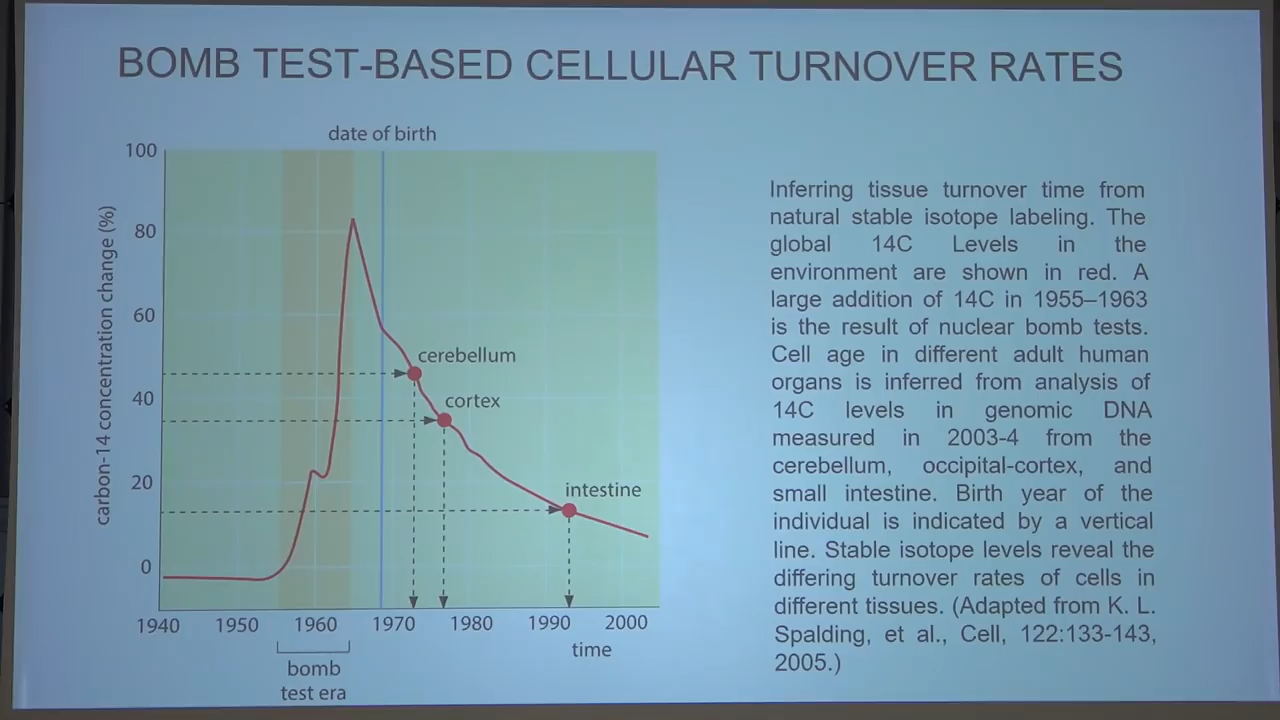 BOMB TEST-BASED CELLULAR TURNOVER RATES
date of birth
100
80
60
40
20
0
carbon-14 concentration change (%)
cerebellum
cortex
intestine
1940 1950 1960 1970 1980 1990 2000
time
bomb
test era
Inferring tissue turnover time from
natural stable isotope labeling. The
global 14C Levels in the
environment are shown in red. A
large addition of 14C in 1955–1963
is the result of nuclear bomb tests.
Cell age in different adult human
organs is inferred from analysis of
14C levels in genomic DNA
measured in 2003-4 from the
cerebellum, occipital-cortex, and
small intestine. Birth year of the
individual is indicated by a vertical
line. Stable isotope levels reveal the
differing turnover rates of cells in
different tissues. (Adapted from K. L.
Spalding, et al., Cell, 122:133-143,
2005.)